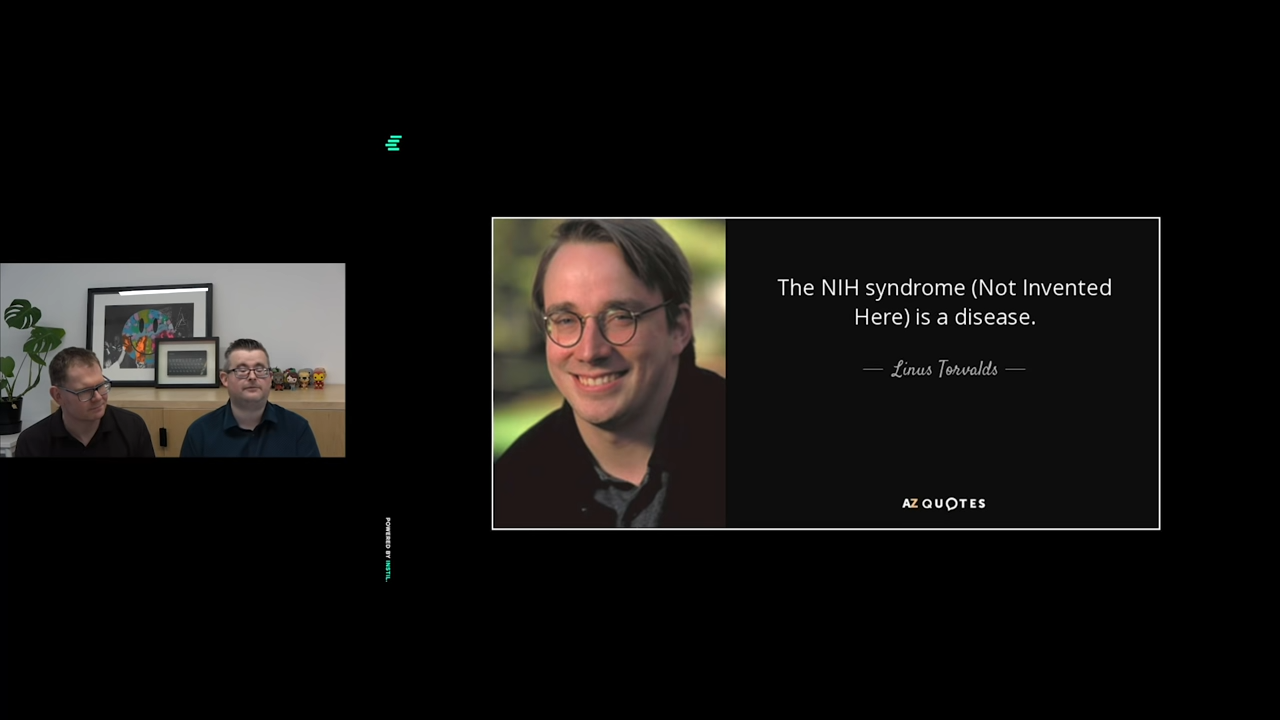 The NIH syndrome (Not Invented
Here) is a disease.
Linus Torvalds
AZ QUOTES
POWERED BY INSTIL